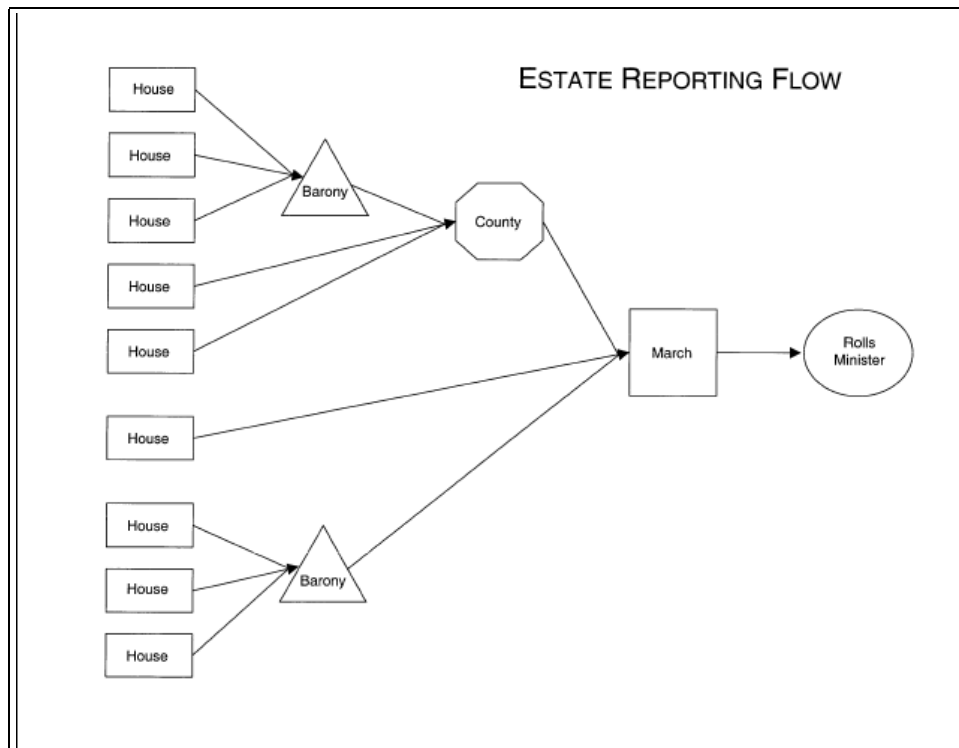 ESTATE REPORTING FLOW
House
House
Barony
House
County
House
House
March
Rolls
Minister
House
House
House
Barony
House